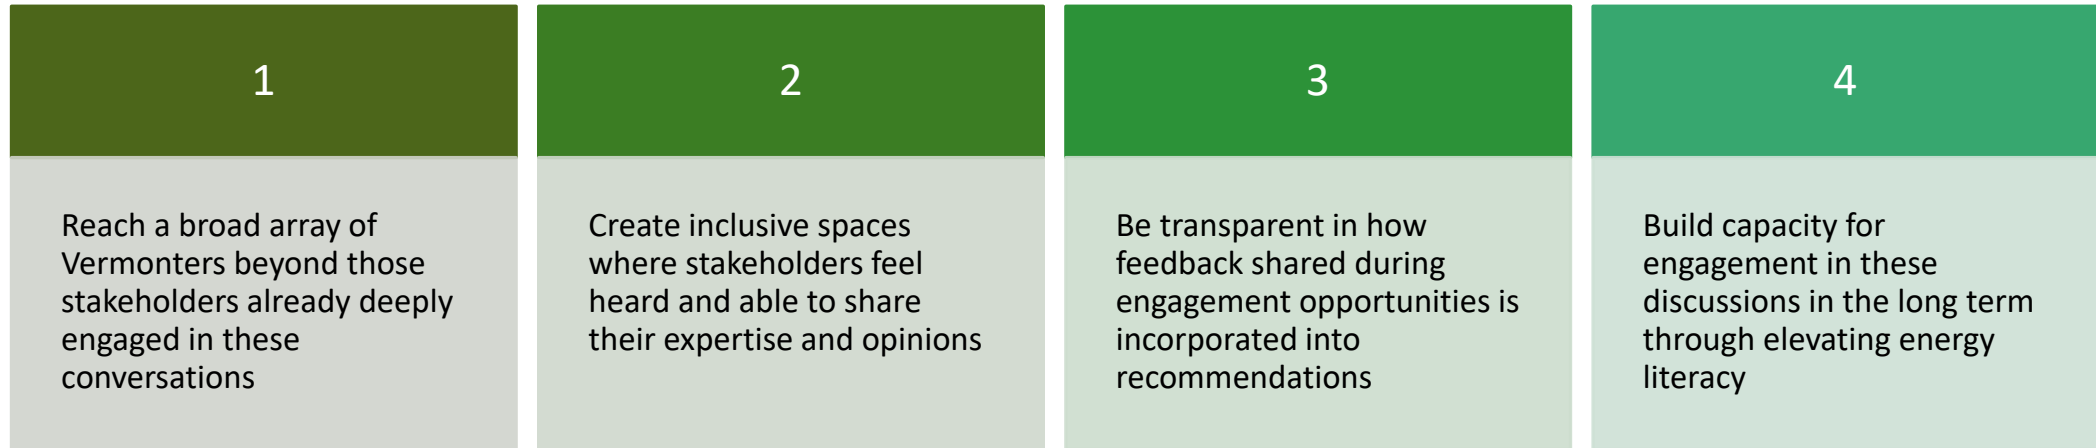 1
Reach a broad array of
Vermonters beyond those
stakeholders already deeply
engaged in these
conversations
2
Create inclusive spaces
where stakeholders feel
heard and able to share
their expertise and opinions
3
Be transparent in how
feedback shared during
engagement opportunities is
incorporated into
recommendations
4
Build capacity for
engagement in these
discussions in the long term
through elevating energy
literacy